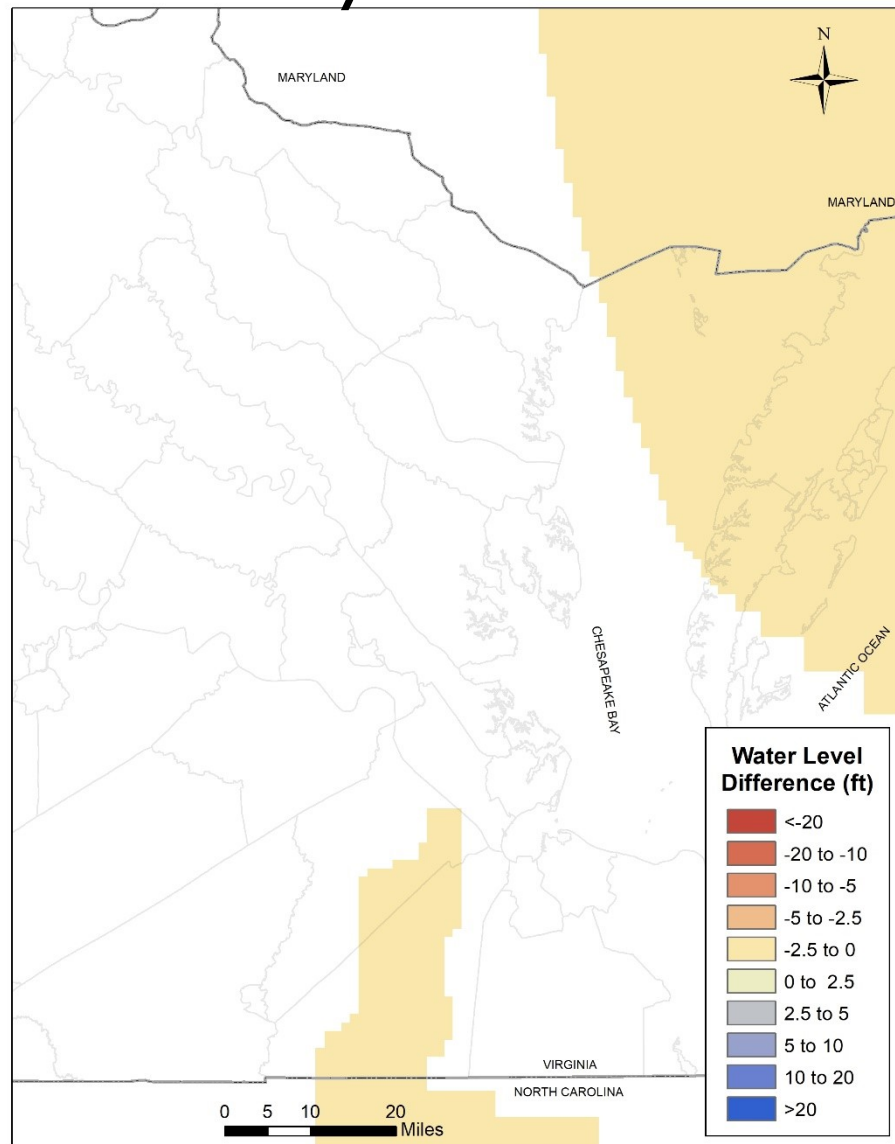 N
MARYLAND
MARYLAND
CHESAPEAKE BAY
ATLANTIC OCEAN
Water Level
Difference (ft)
<-20
-20 to -10
-10 to -5
-5 to -2.5
-2.5 to 0
0 to 2.5
2.5 to 5
5 to 10
10 to 20
>20
VIRGINIA
NORTH CAROLINA
0 5 10 20
Miles